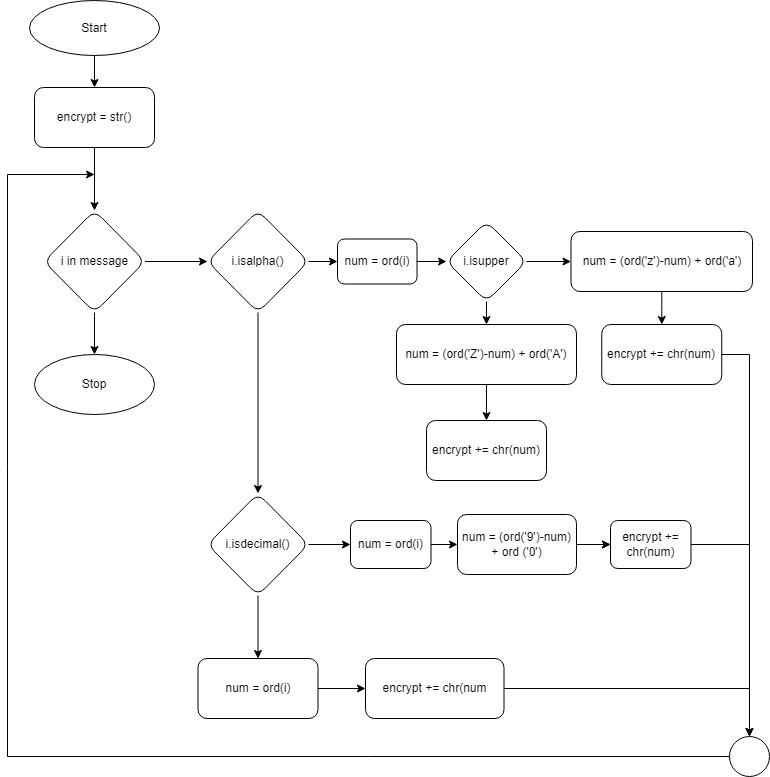 Start
encrypt = str()
i in message
i.isalpha()
num = ord(i)
i.isupper
num = (ord('z')-num) + ord('a')
num = (ord('Z')-num) + ord('A')
encrypt += chr(num)
Stop
encrypt += chr(num)
i.isdecimal()
num = ord(i)
num = (ord('9')-num)
+ ord ('0')
encrypt +=
chr(num)
num = ord(i)
encrypt += chr(num